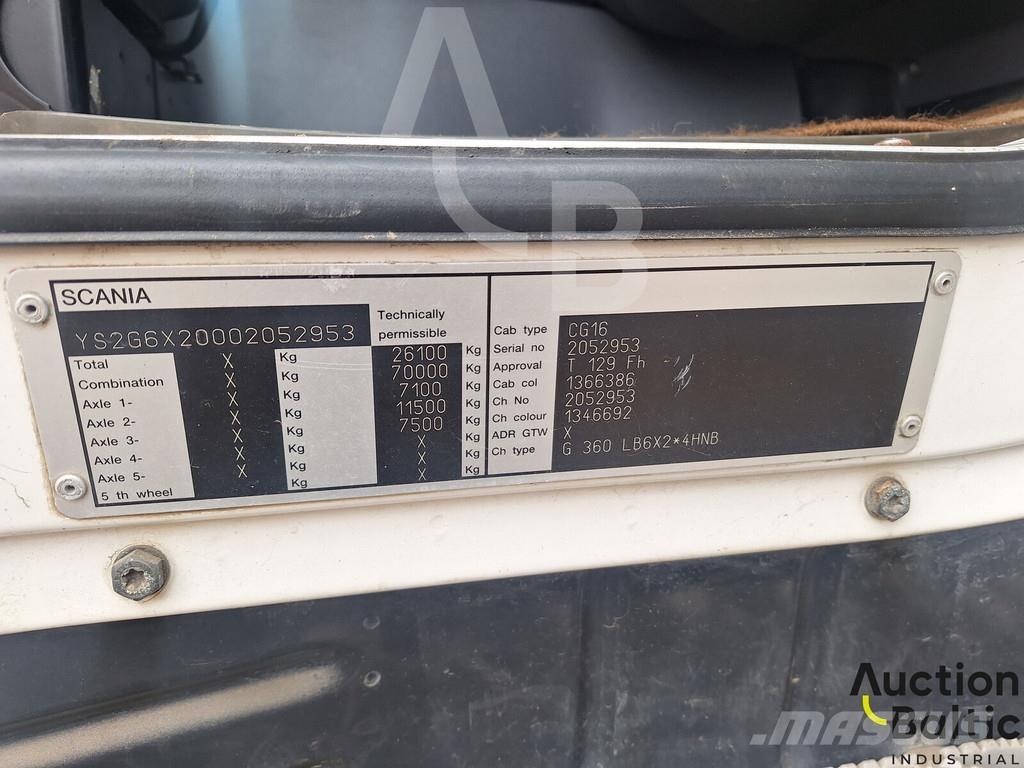 SCANIA
YS2G6X20002052953
Technically
permissible
Total X Kg 26100 Kg
Combination X Kg 70000 Kg
Axle 1- X Kg 7100 Kg
Axle 2- X Kg 11500 Kg
Axle 3- X Kg 7500 Kg
Axle 4- X Kg X Kg
Axle 5- X Kg X Kg
5 th wheel X Kg X Kg
Cab type CG16
Serial no 2052953
Approval T 129 Fh
Cab col 1366386
Ch No 2052953
Ch colour 1346692
ADR GTW X
Ch type G 360 LB6X2*4HNB
A
B
Auction
Baltic
INDUSTRIAL
MASCUS